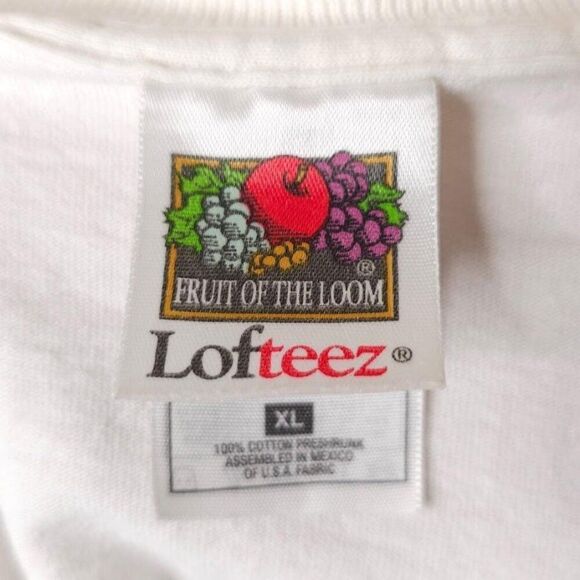 FRUIT OF THE LOOM®
Lofteez®
XL
100% COTTON PRESHRUNK
ASSEMBLED IN MEXICO
OF U.S.A. FABRIC